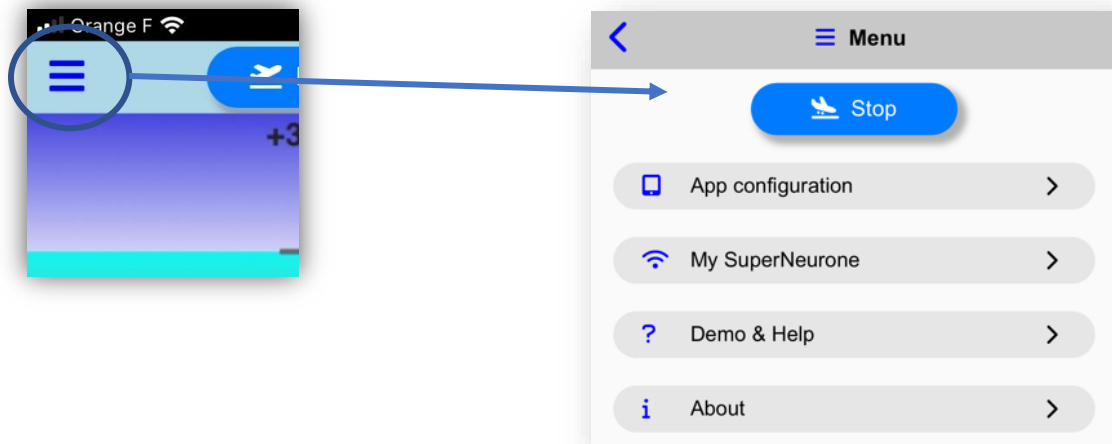 Orange F
+3
Menu
Stop
App configuration
My SuperNeurone
? Demo & Help
i About